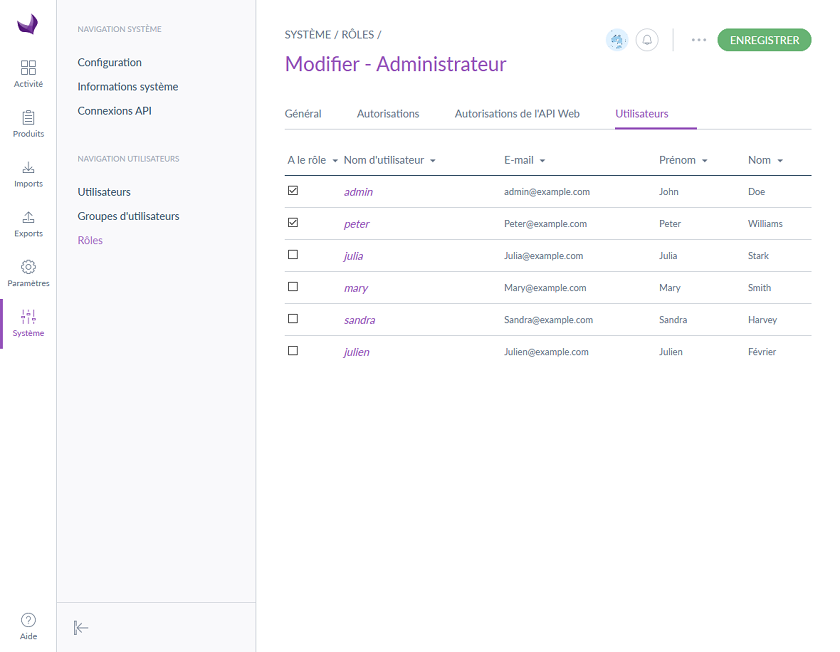 Activité
Produits
Imports
Exports
Paramètres
Système
Aide
NAVIGATION SYSTÈME
Configuration
Informations système
Connexions API
NAVIGATION UTILISATEURS
Utilisateurs
Groupes d'utilisateurs
Rôles
SYSTÈME / RÔLES /
ENREGISTRER
Modifier - Administrateur
Général Autorisations Autorisations de l'API Web Utilisateurs
A le rôle Nom d'utilisateur E-mail Prénom Nom
admin admin@example.com John Doe
peter Peter@example.com Peter Williams
julia Julia@example.com Julia Stark
mary Mary@example.com Mary Smith
sandra Sandra@example.com Sandra Harvey
julien Julien@example.com Julien Février